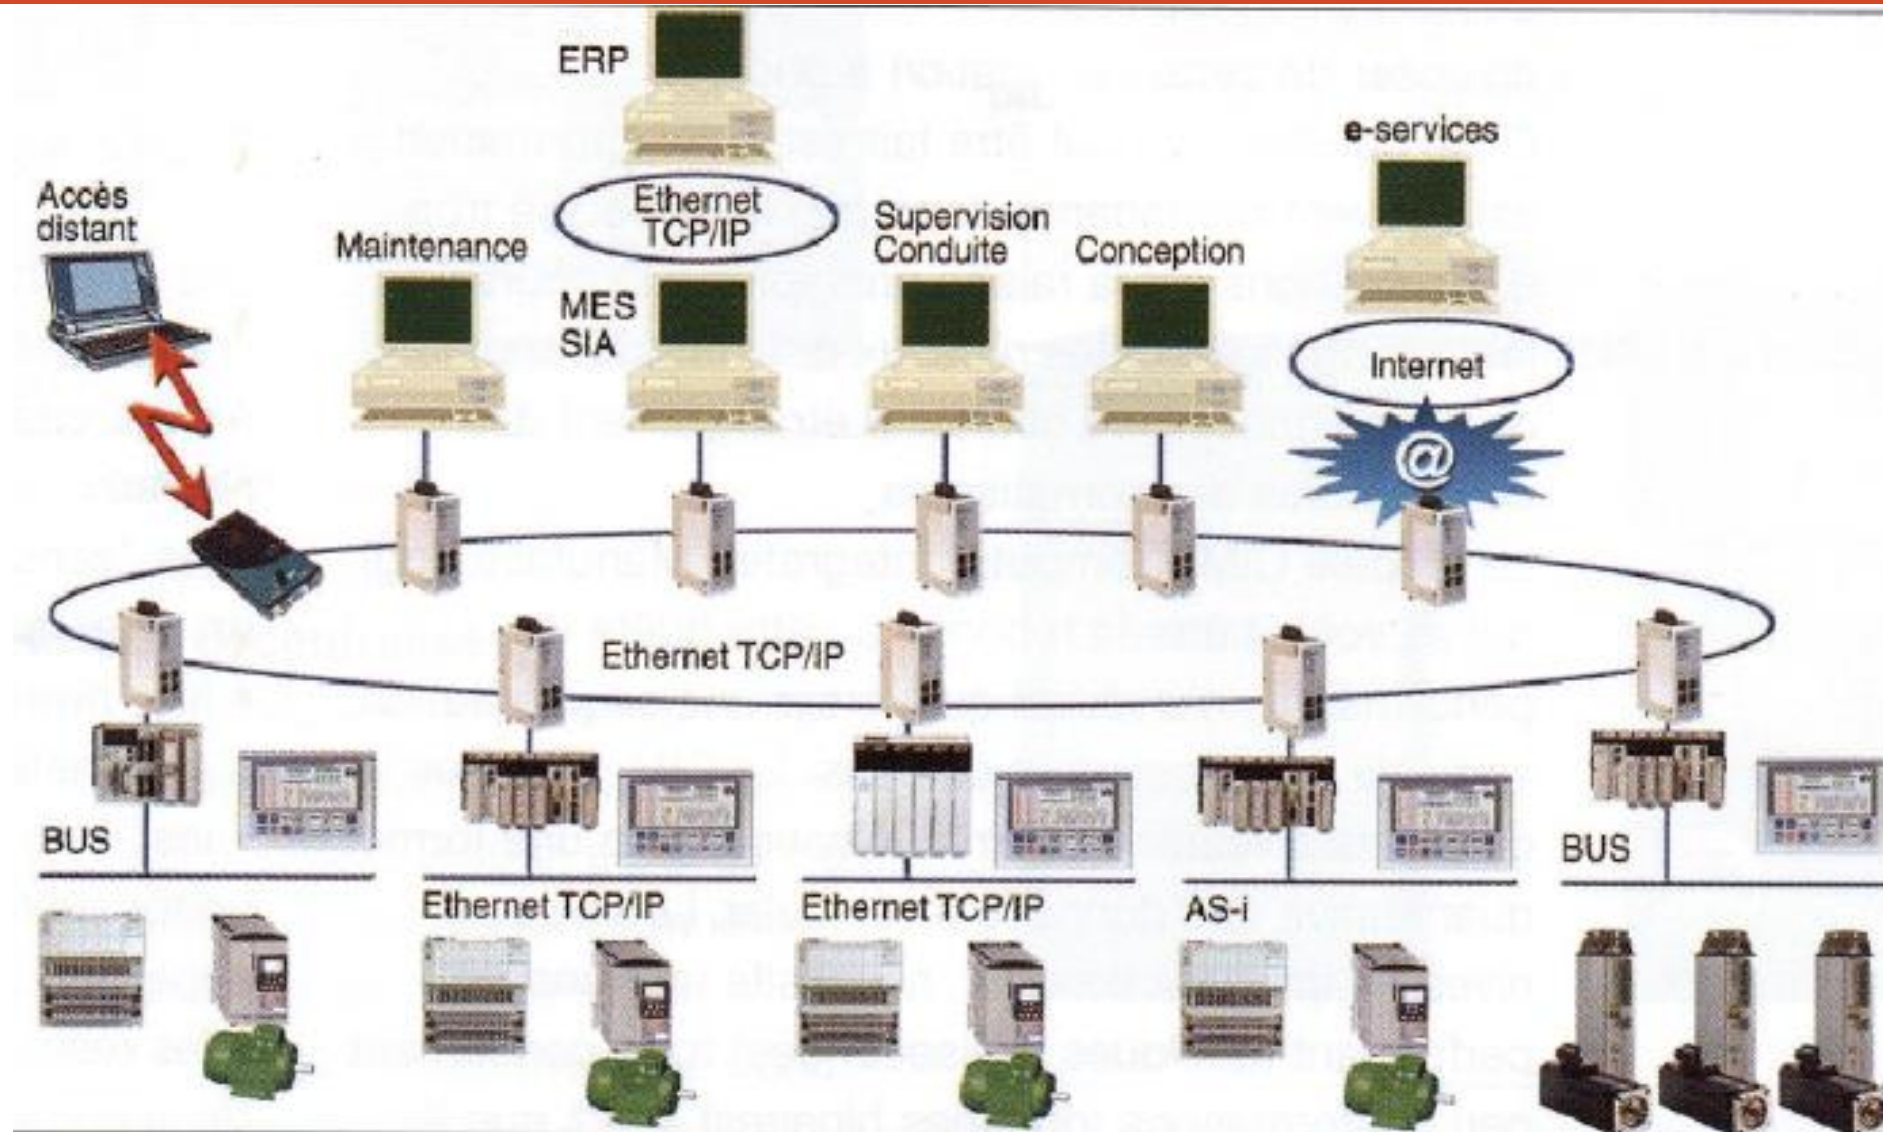 ERP
e-services
Accès
distant
Ethernet
TCP/IP
Maintenance
Supervision
Conduite
Conception
MES
SIA
Internet
@
Ethernet TCP/IP
BUS
BUS
Ethernet TCP/IP
Ethernet TCP/IP
AS-i